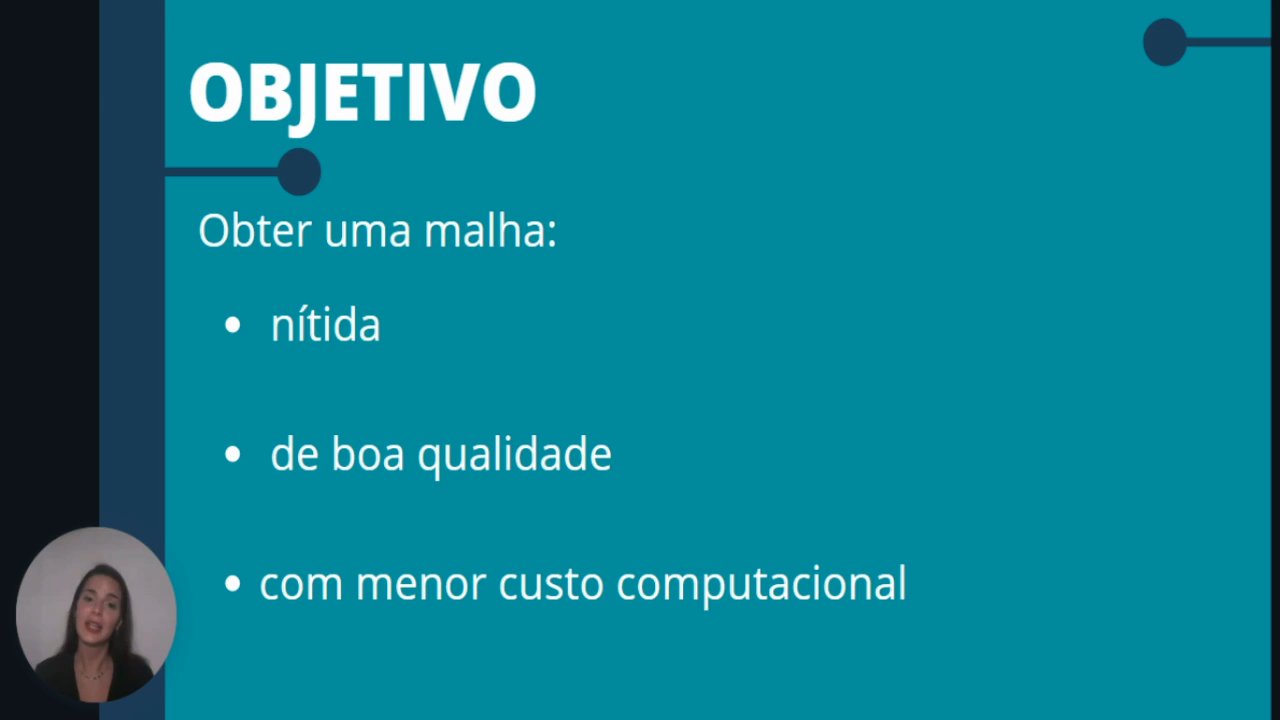 OBJETIVO
Obter uma malha:
• nítida
• de boa qualidade
• com menor custo computacional